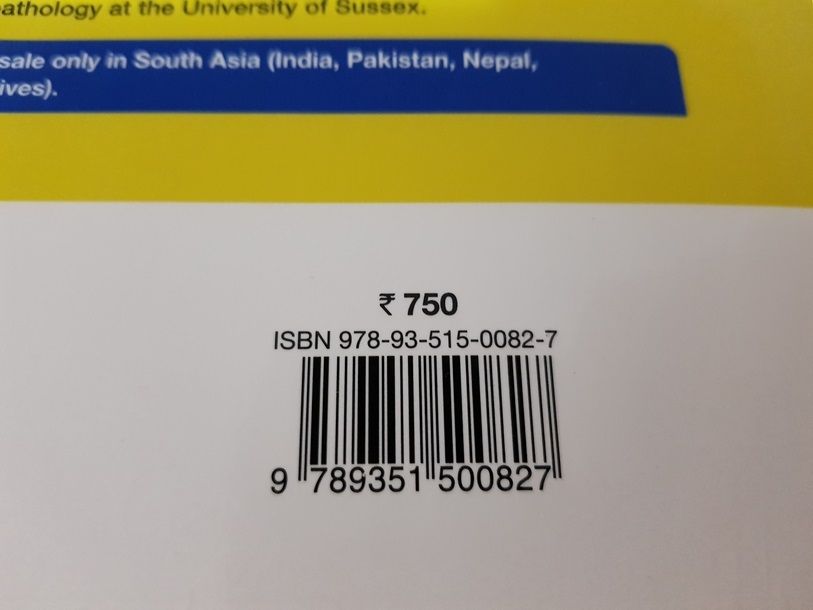 pathology at the University of Sussex.
sale only in South Asia (India, Pakistan, Nepal,
ives).
₹ 750
ISBN 978-93-515-0082-7
9 789351 500827